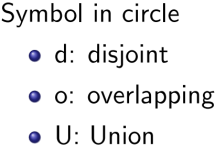 Symbol in circle
d: disjoint
o: overlapping
U: Union